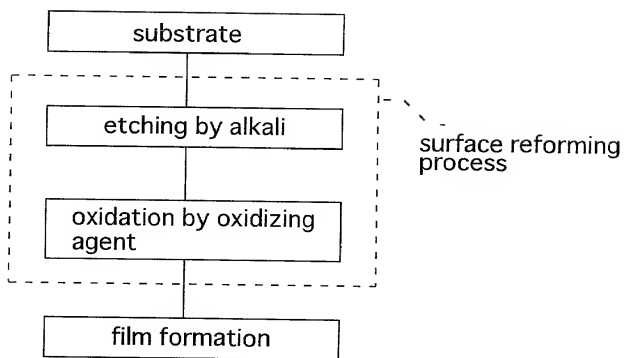 substrate
etching by alkali
surface reforming
process
oxidation by oxidizing
agent
film formation